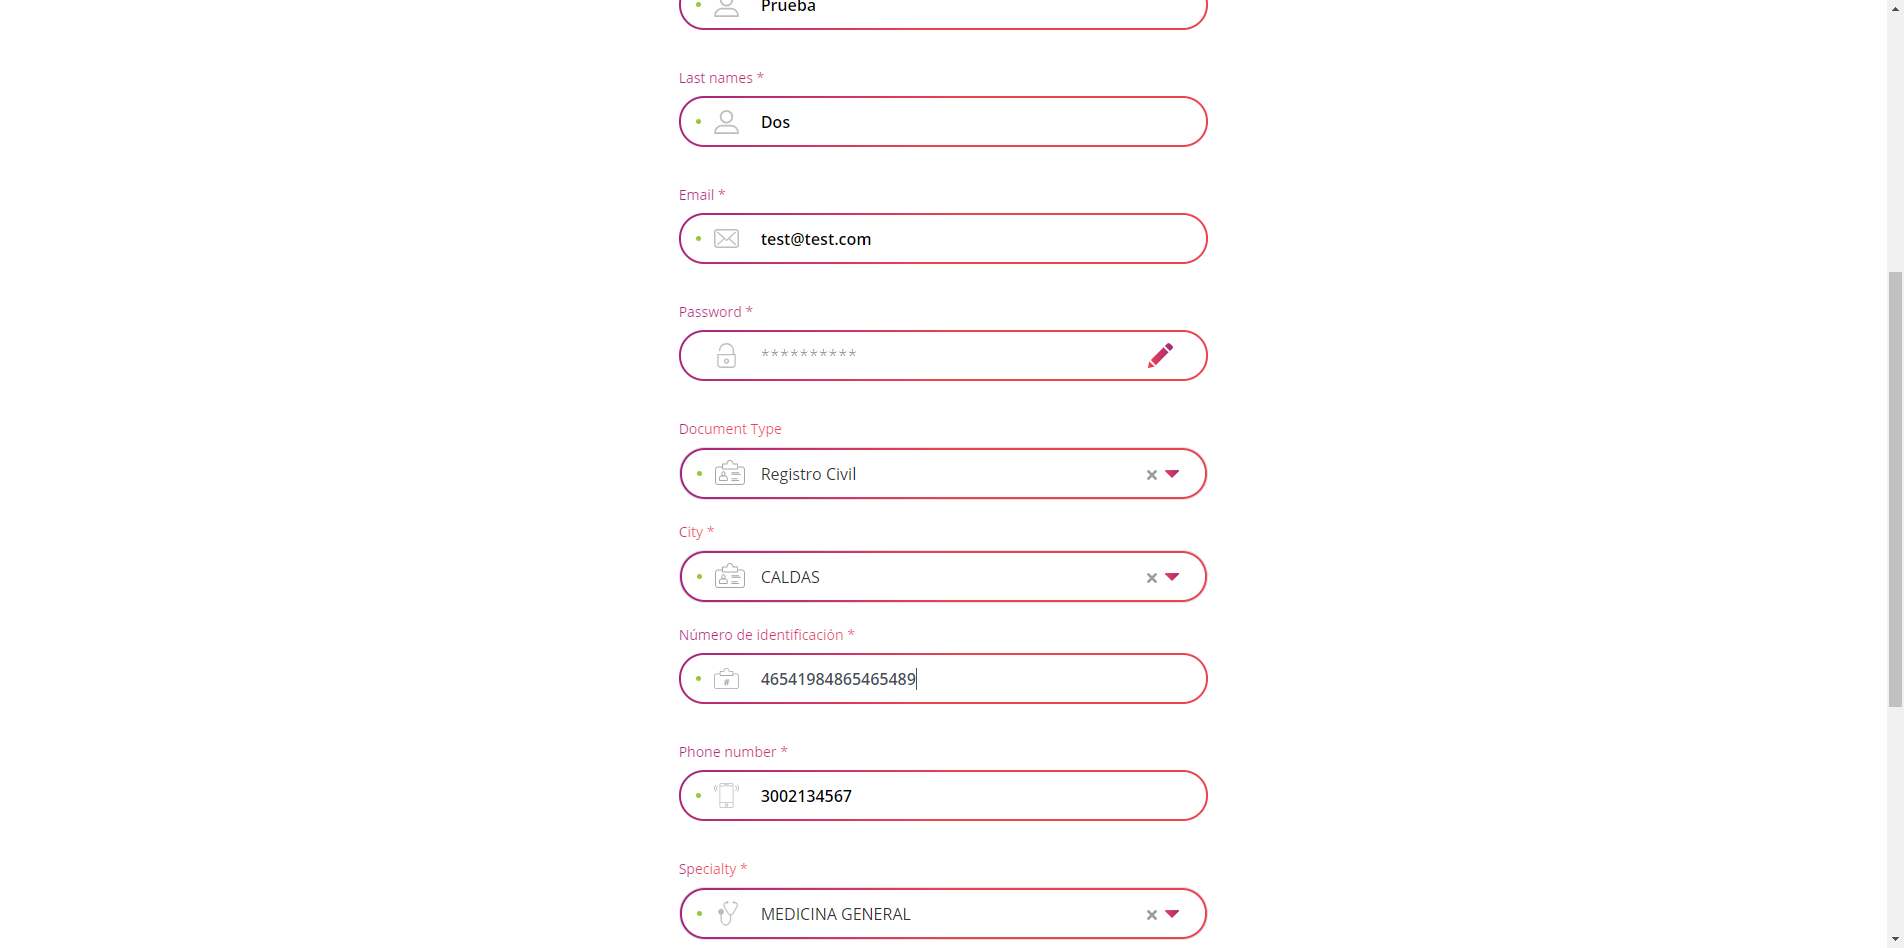 Prueba
Last names *
Dos
Email *
test@test.com
Password *
**********
Document Type
Registro Civil
City *
CALDAS
Número de identificación *
#
46541984865465489
Phone number *
3002134567
Specialty *
MEDICINA GENERAL